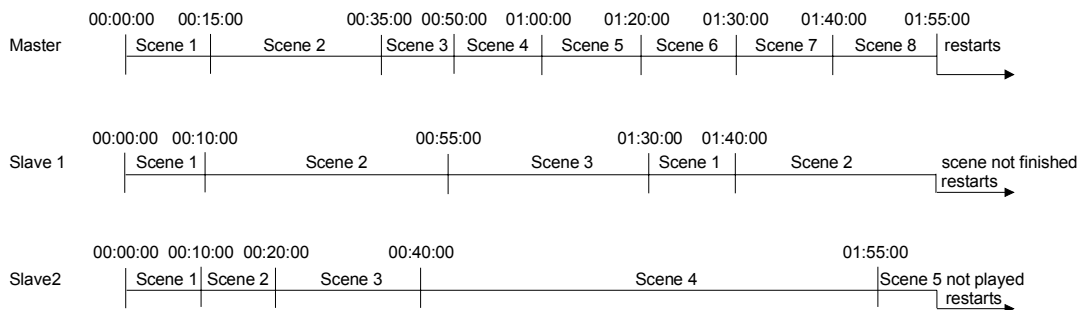 00:00:00 00:15:00 00:35:00 00:50:00 01:00:00 01:20:00 01:30:00 01:40:00 01:55:00
Master Scene 1 Scene 2 Scene 3 Scene 4 Scene 5 Scene 6 Scene 7 Scene 8 restarts
00:00:00 00:10:00 00:55:00 01:30:00 01:40:00
Slave 1 Scene 1 Scene 2 Scene 3 Scene 1 Scene 2 scene not finished
restarts
00:00:00 00:10:00 00:20:00 00:40:00 01:55:00
Slave2 Scene 1 Scene 2 Scene 3 Scene 4 Scene 5 not played
restarts